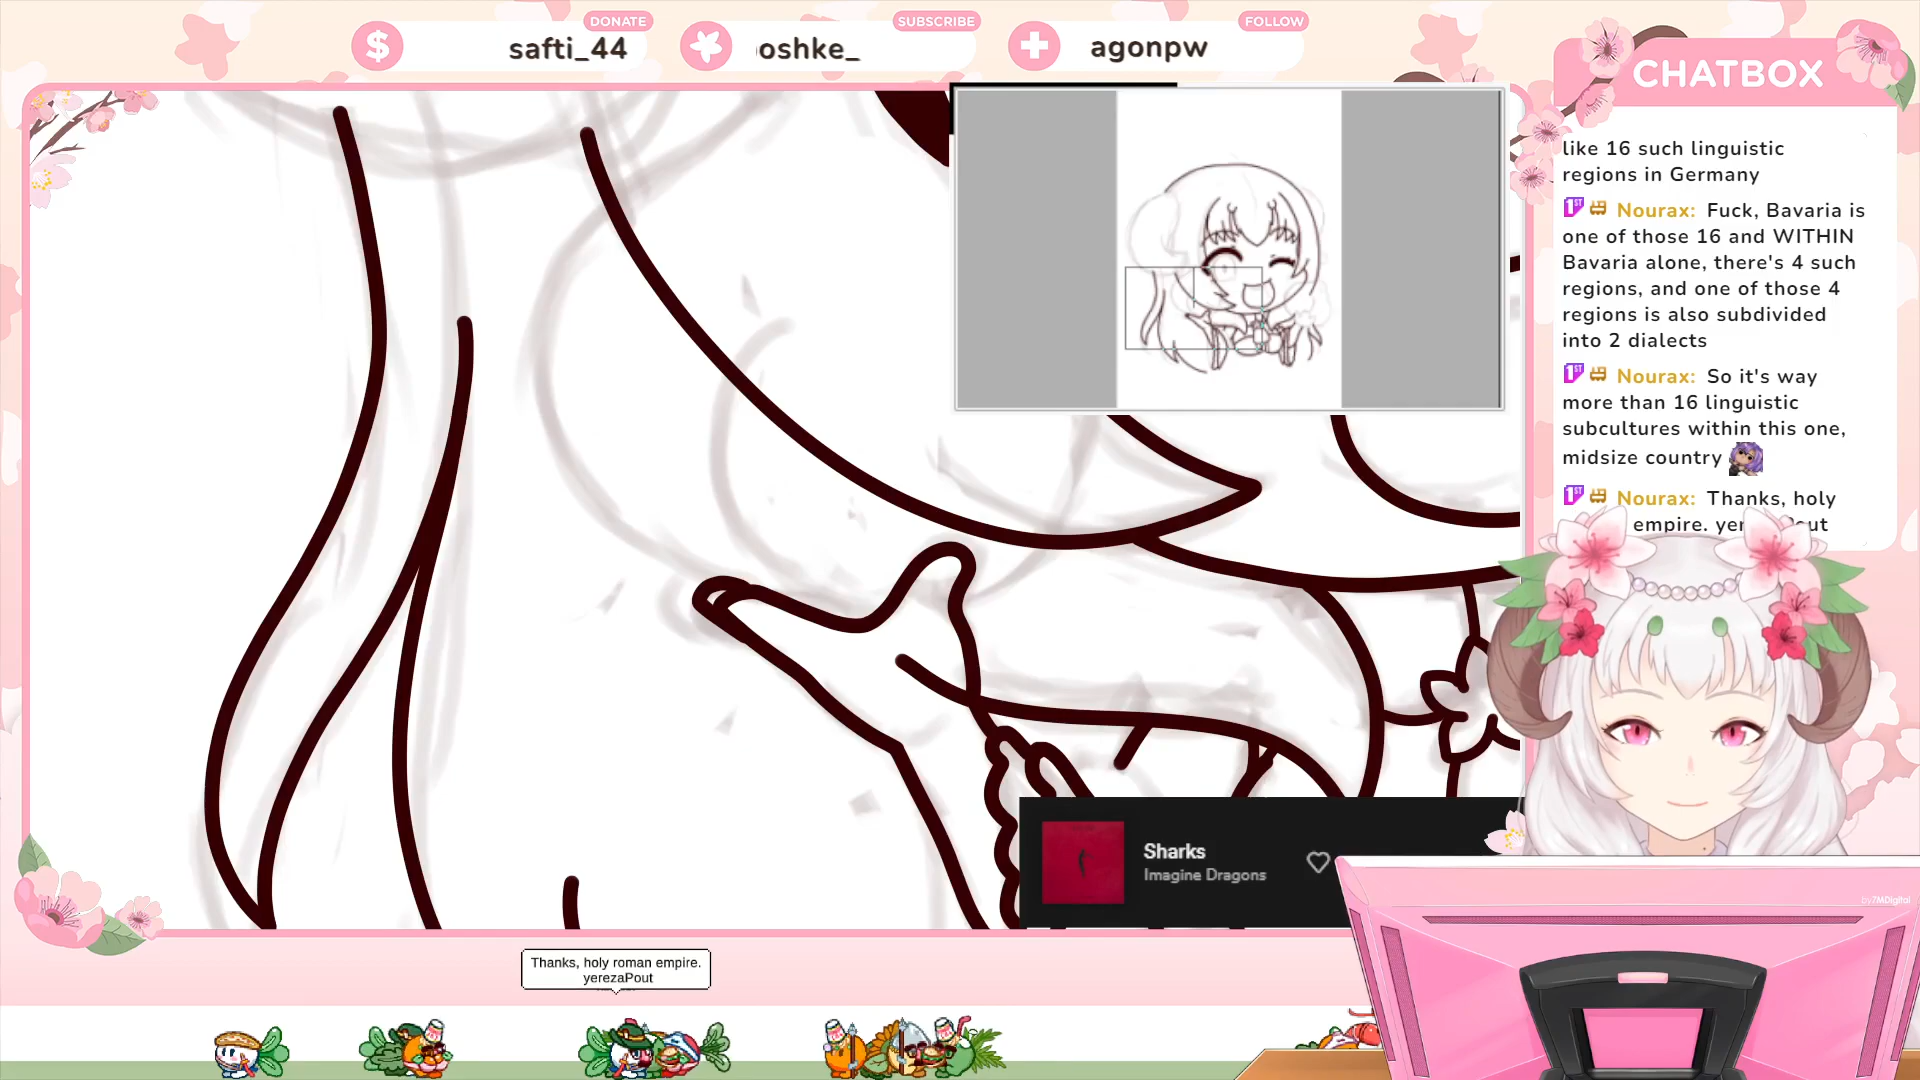 DONATE
safti_44
SUBSCRIBE
oshke_
FOLLOW
agonpw
CHATBOX
like 16 such linguistic
regions in Germany
Nourax: Fuck, Bavaria is
one of those 16 and WITHIN
Bavaria alone, there's 4 such
regions, and one of those 4
regions is also subdivided
into 2 dialects
Nourax: So it's way
more than 16 linguistic
subcultures within this one,
midsize country
Nourax: Thanks, holy
empire.
Sharks
Imagine Dragons
by7MDigital
Thanks, holy roman empire.
yerezaPout